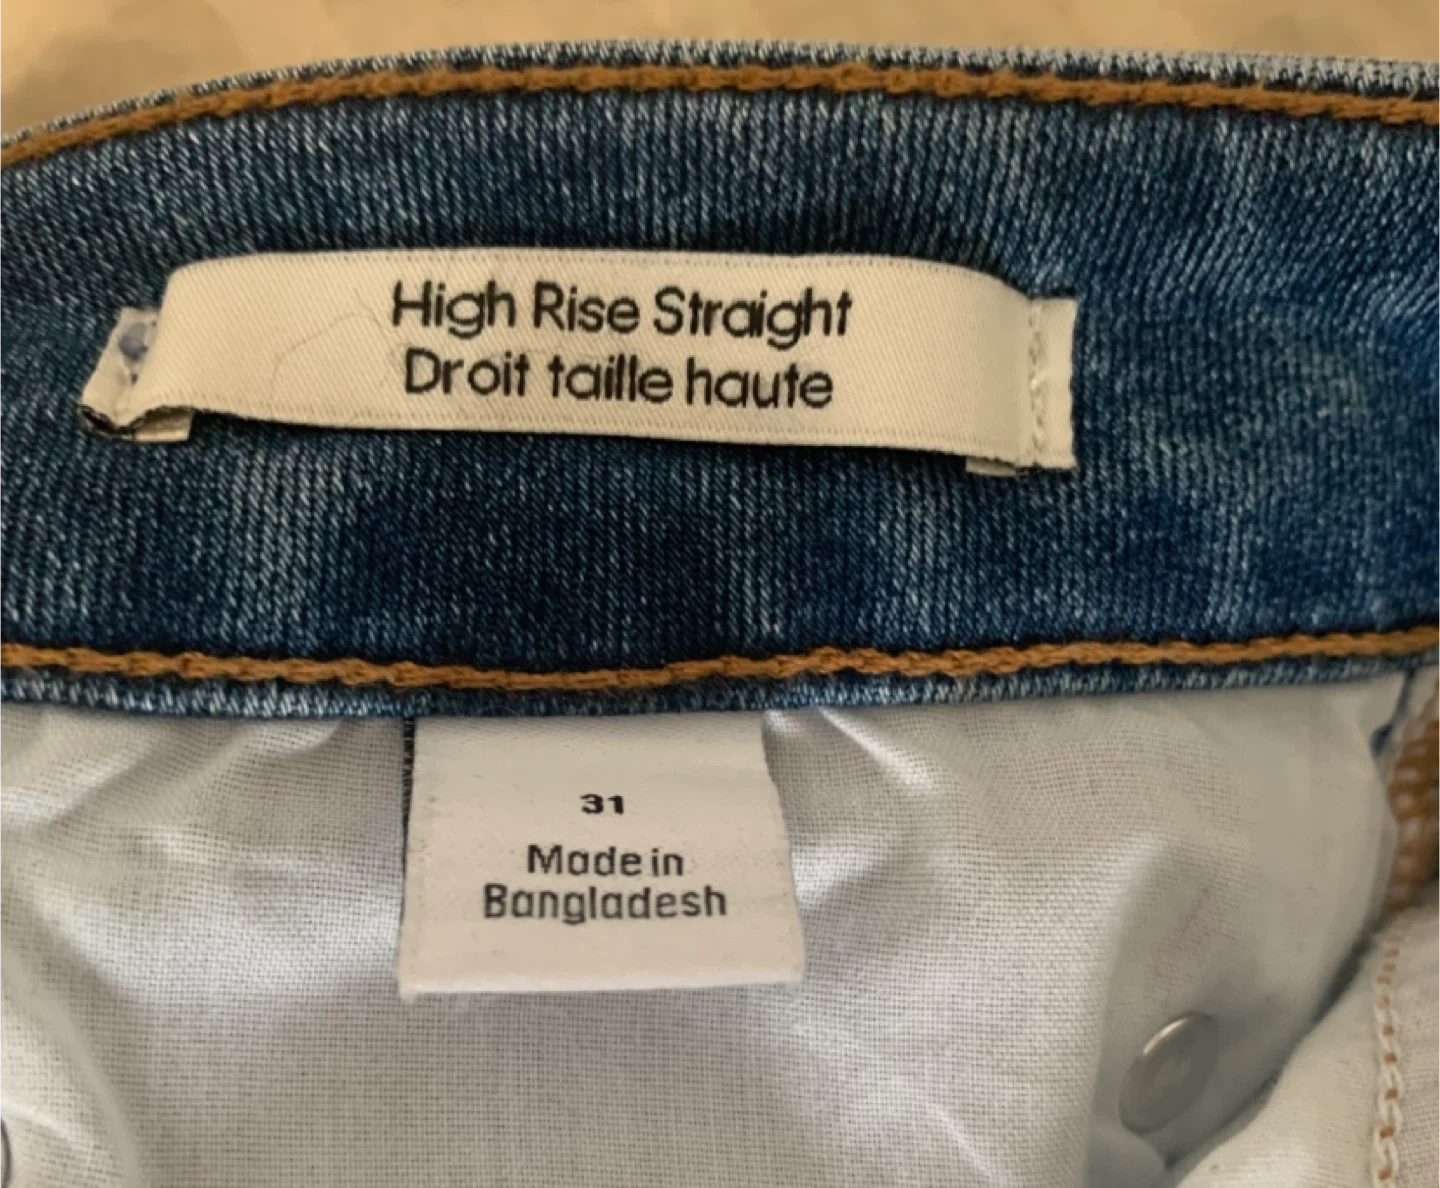 High Rise Straight
Droit taille haute
31
Made in
Bangladesh